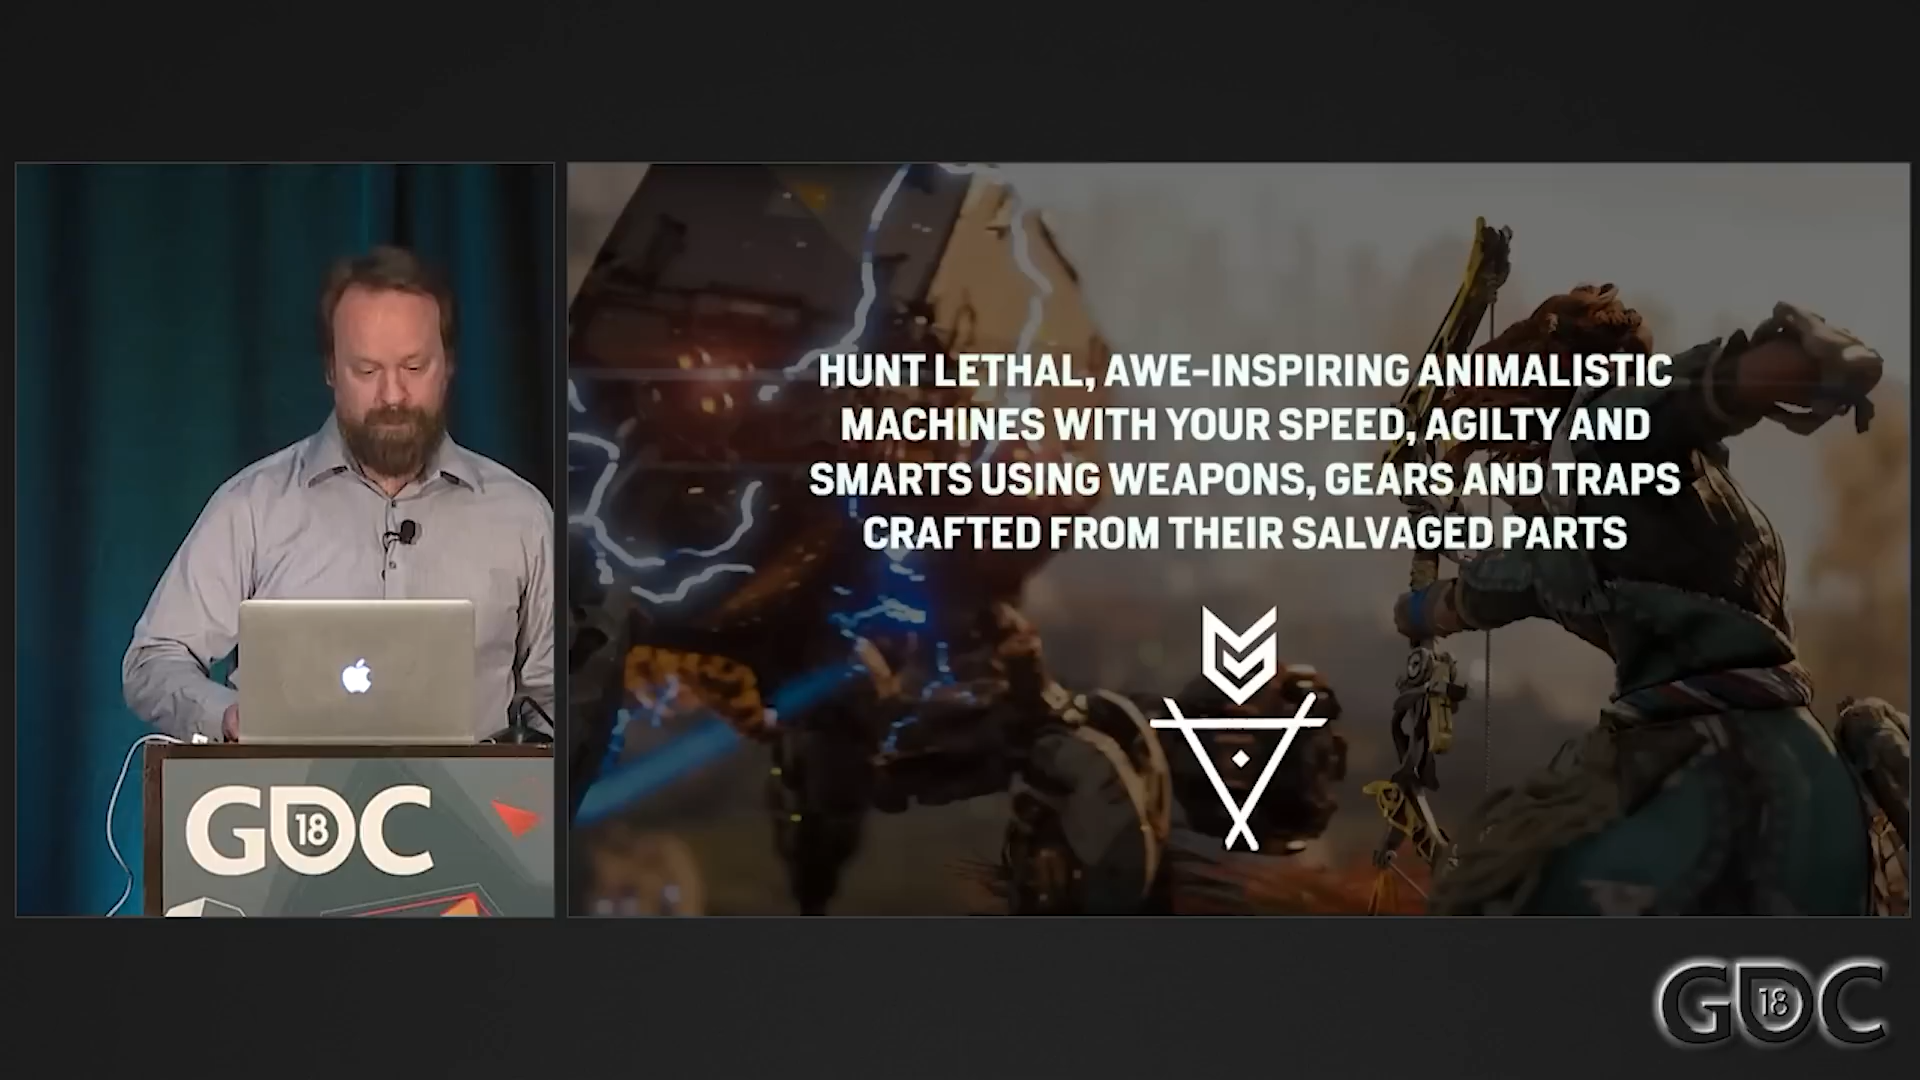 HUNT LETHAL, AWE-INSPIRING ANIMALISTIC
MACHINES WITH YOUR SPEED, AGILTY AND
SMARTS USING WEAPONS, GEARS AND TRAPS
CRAFTED FROM THEIR SALVAGED PARTS
GDC
18
GDC
18